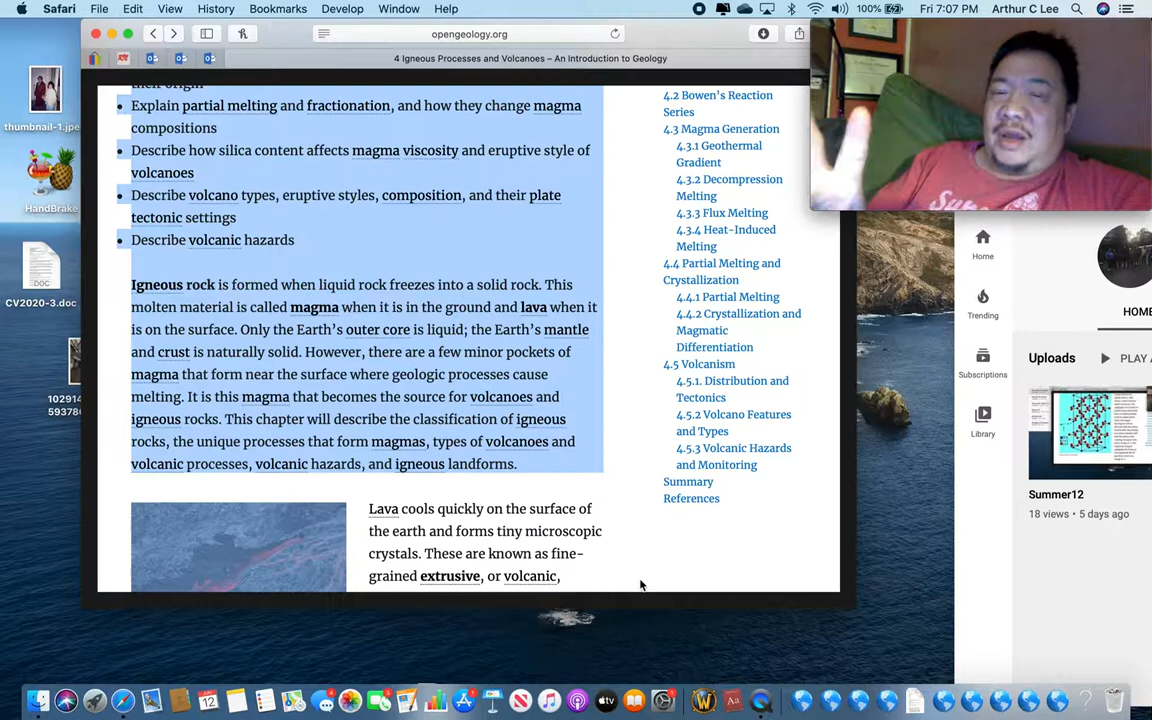 Safari File Edit View History Bookmarks Develop Window Help 100% Fri 7:07 PM Arthur C Lee
opengeology.org
4 Igneous Processes and Volcanoes – An Introduction to Geology
thumbnail-1.jpe
HandBrake
DOC
CV2020-3.doc
10291
59378
• Explain partial melting and fractionation, and how they change magma
compositions
• Describe how silica content affects magma viscosity and eruptive style of
volcanoes
• Describe volcano types, eruptive styles, composition, and their plate
tectonic settings
• Describe volcanic hazards
Igneous rock is formed when liquid rock freezes into a solid rock. This
molten material is called magma when it is in the ground and lava when it
is on the surface. Only the Earth’s outer core is liquid; the Earth’s mantle
and crust is naturally solid. However, there are a few minor pockets of
magma that form near the surface where geologic processes cause
melting. It is this magma that becomes the source for volcanoes and
igneous rocks. This chapter will describe the classification of igneous
rocks, the unique processes that form magmas, types of volcanoes and
volcanic processes, volcanic hazards, and igneous landforms.
Lava cools quickly on the surface of
the earth and forms tiny microscopic
crystals. These are known as fine-
grained extrusive, or volcanic,
4.2 Bowen’s Reaction
Series
4.3 Magma Generation
4.3.1 Geothermal
Gradient
4.3.2 Decompression
Melting
4.3.3 Flux Melting
4.3.4 Heat-Induced
Melting
4.4 Partial Melting and
Crystallization
4.4.1 Partial Melting
4.4.2 Crystallization and
Magmatic
Differentiation
4.5 Volcanism
4.5.1. Distribution and
Tectonics
4.5.2 Volcano Features
and Types
4.5.3 Volcanic Hazards
and Monitoring
Summary
References
Home
Trending
Subscriptions
Library
HOME
Uploads PLAY A
Summer12
18 views • 5 days ago
12
tv
W
Aa